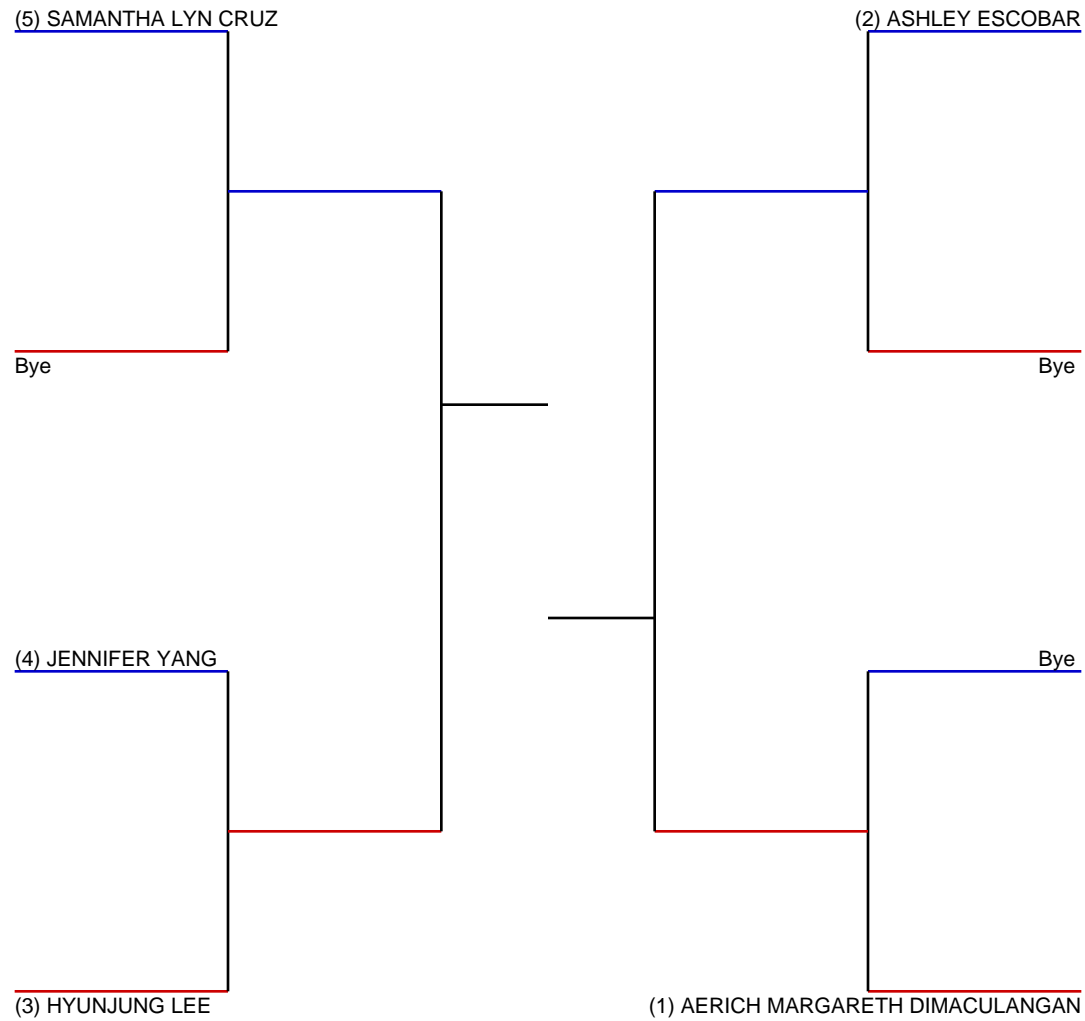 (5) SAMANTHA LYN CRUZ
(2) ASHLEY ESCOBAR
Bye
Bye
(4) JENNIFER YANG
Bye
(3) HYUNJUNG LEE
(1) AERICH MARGARETH DIMACULANGAN